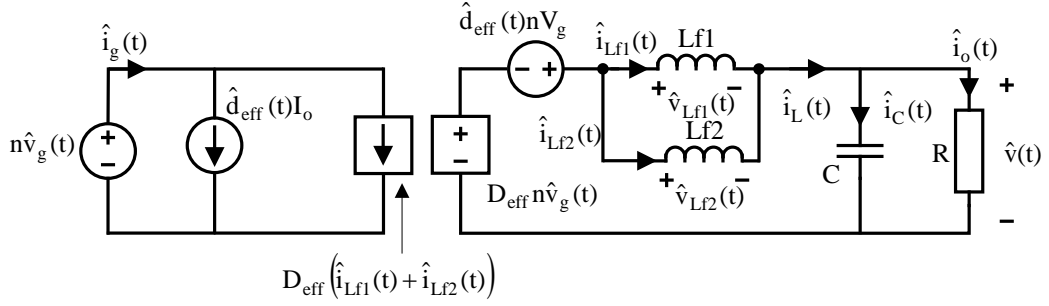 d̂_eff(t)nV_g
î_g(t)
î_Lf1(t)
Lf1
î_o(t)
d̂_eff(t)I_o
nv̂_g(t)
+
−
− +
+ v̂_Lf1(t) −
î_L(t)
î_C(t)
+
î_Lf2(t)
Lf2
+
−
+ v̂_Lf2(t) −
C
R
v̂(t)
D_eff nv̂_g(t)
−
D_eff(î_Lf1(t) + î_Lf2(t))